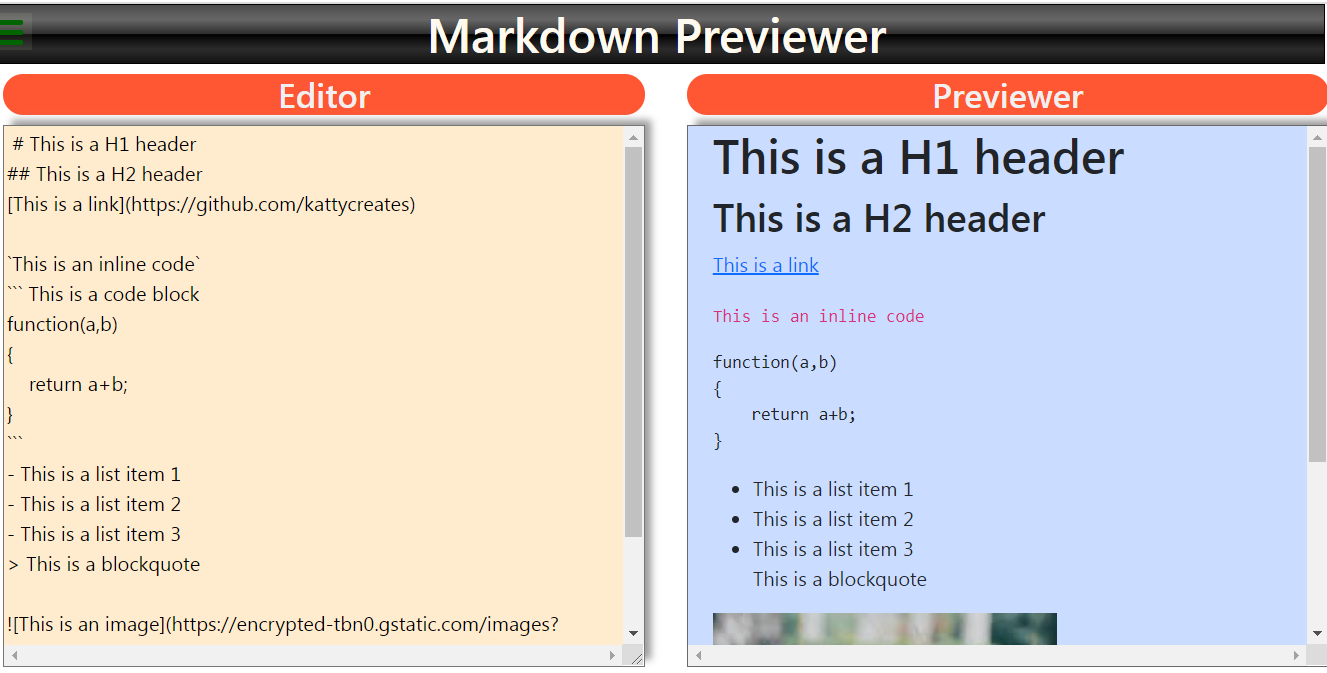 Markdown Previewer
Editor
# This is a H1 header
## This is a H2 header
[This is a link](https://github.com/kattycreates)
`This is an inline code`
``` This is a code block
function(a,b)
{
    return a+b;
}
```
- This is a list item 1
- This is a list item 2
- This is a list item 3
> This is a blockquote
![This is an image](https://encrypted-tbn0.gstatic.com/images?
Previewer
This is a H1 header
This is a H2 header
This is a link
This is an inline code
function(a,b)
{
    return a+b;
}
• This is a list item 1
• This is a list item 2
• This is a list item 3
This is a blockquote